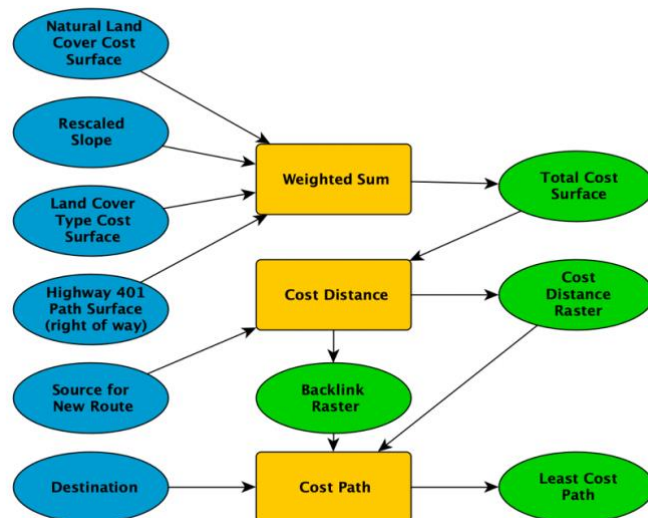 Natural Land
Cover Cost
Surface
Rescaled
Slope
Weighted Sum
Total Cost
Surface
Land Cover
Type Cost
Surface
Highway 401
Path Surface
(right of way)
Cost Distance
Cost
Distance
Raster
Source for
New Route
Backlink
Raster
Destination
Cost Path
Least Cost
Path